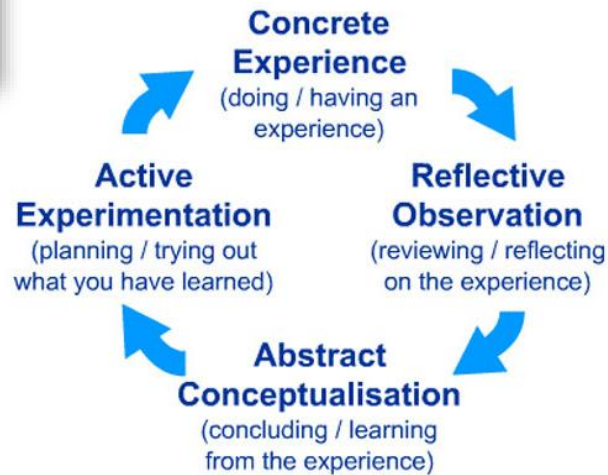 Concrete
Experience
(doing / having an
experience)
Reflective
Observation
(reviewing / reflecting
on the experience)
Abstract
Conceptualisation
(concluding / learning
from the experience)
Active
Experimentation
(planning / trying out
what you have learned)